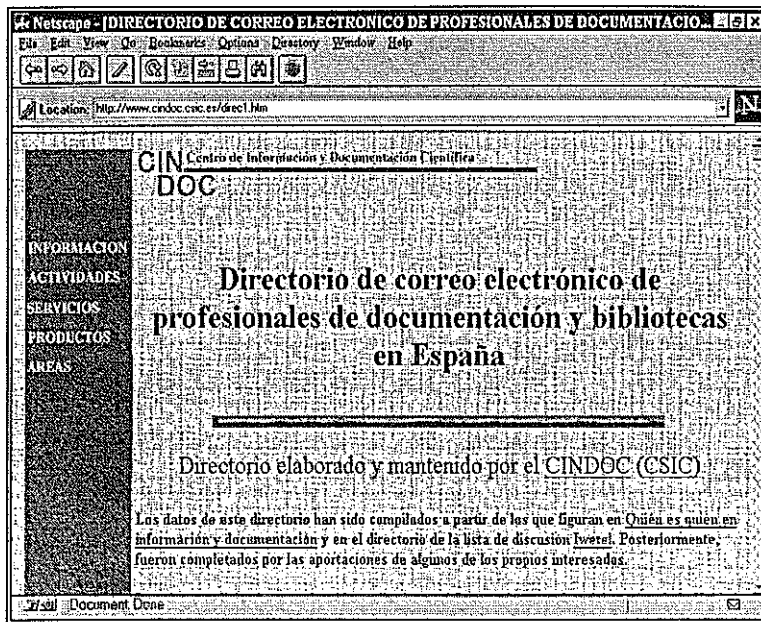 Netscape - [DIRECTORIO DE CORREO ELECTRONICO DE PROFESIONALES DE DOCUMENTACIO...
File Edit View Go Bookmarks Options Directory Window Help
Location: http://www.cindoc.csic.es/direc1.htm
N
CIN Centro de Información y Documentación Científica
DOC
INFORMACION
ACTIVIDADES
SERVICIOS
PRODUCTOS
AREAS
Directorio de correo electrónico de
profesionales de documentación y bibliotecas
en España
Directorio elaborado y mantenido por el CINDOC (CSIC)
Los datos de este directorio han sido compilados a partir de los que figuran en Quién es quien en
información y documentación y en el directorio de la lista de discusión Iwetel. Posteriormente,
fueron completados por las aportaciones de algunos de los propios interesados.
Document: Done